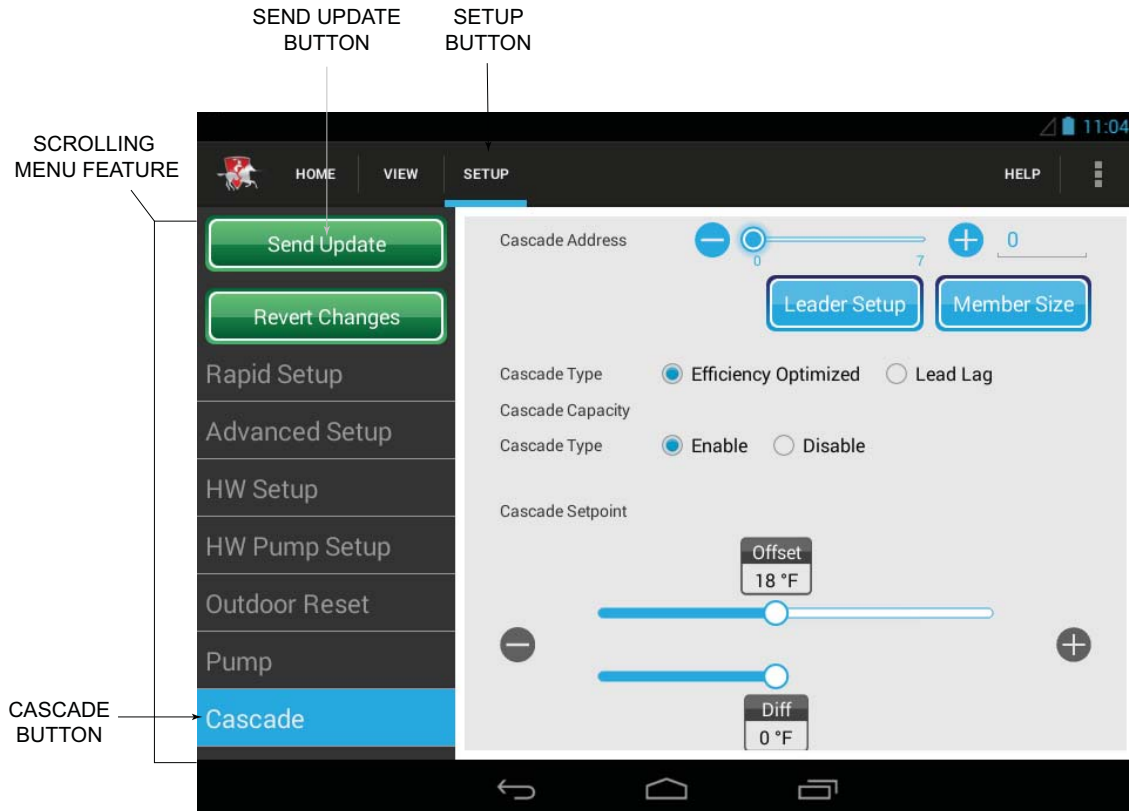 SEND UPDATE
BUTTON
SETUP
BUTTON
SCROLLING
MENU FEATURE
CASCADE
BUTTON
11:04
HOME VIEW SETUP HELP
Send Update
Revert Changes
Rapid Setup
Advanced Setup
HW Setup
HW Pump Setup
Outdoor Reset
Pump
Cascade
Cascade Address 0
0 7
Leader Setup Member Size
Cascade Type Efficiency Optimized Lead Lag
Cascade Capacity
Cascade Type Enable Disable
Cascade Setpoint
Offset
18 °F
Diff
0 °F